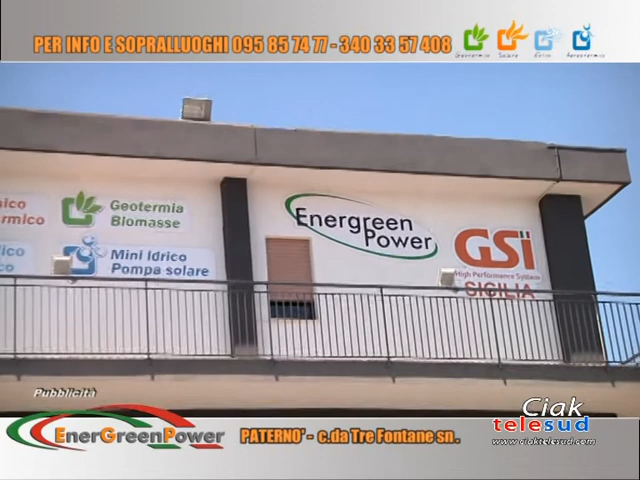 PER INFO E SOPRALLUOGHI 095 85 74 77 - 340 33 57 408
Geotermia
Biomasse
Mini Idrico
Pompa solare
Energreen
Power
GSi
High Performance System
SICILIA
Pubblicità
EnerGreenPower
PATERNO' - c.da Tre Fontane sn.
Ciak
telesud
www.ciaktelesud.com